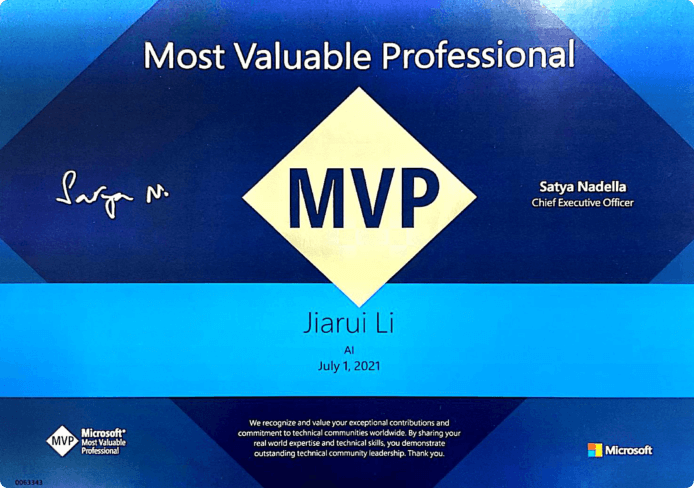 Most Valuable Professional
MVP
Satya N.
Satya Nadella
Chief Executive Officer
Jiarui Li
AI
July 1, 2021
We recognize and value your exceptional contributions and
commitment to technical communities worldwide. By sharing your
real world expertise and technical skills, you demonstrate
outstanding technical community leadership. Thank you.
MVP
Microsoft®
Most Valuable
Professional
Microsoft
0063343